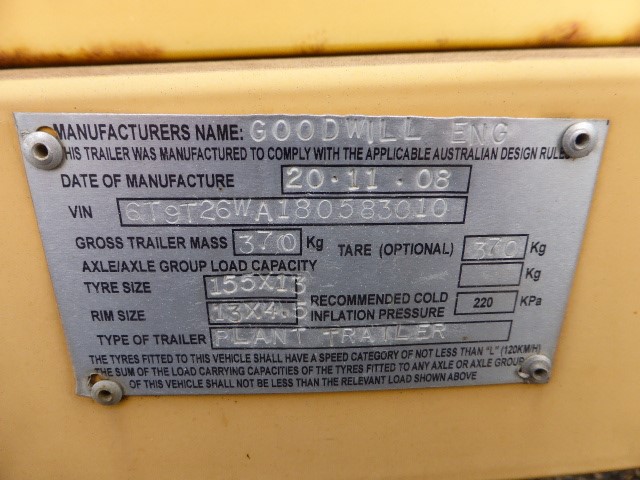 MANUFACTURERS NAME: GOODWILL ENG
THIS TRAILER WAS MANUFACTURED TO COMPLY WITH THE APPLICABLE AUSTRALIAN DESIGN RULES
DATE OF MANUFACTURE 20·11·08
VIN 6T9T26WA180583010
GROSS TRAILER MASS 370 Kg TARE (OPTIONAL) 370 Kg
AXLE/AXLE GROUP LOAD CAPACITY Kg
TYRE SIZE 155X13
RIM SIZE 13X4.5 RECOMMENDED COLD INFLATION PRESSURE 220 KPa
TYPE OF TRAILER PLANT TRAILER
THE TYRES FITTED TO THIS VEHICLE SHALL HAVE A SPEED CATEGORY OF NOT LESS THAN "L" (120KM/H)
THE SUM OF THE LOAD CARRYING CAPACITIES OF THE TYRES FITTED TO ANY AXLE OR AXLE GROUP
OF THIS VEHICLE SHALL NOT BE LESS THAN THE RELEVANT LOAD SHOWN ABOVE